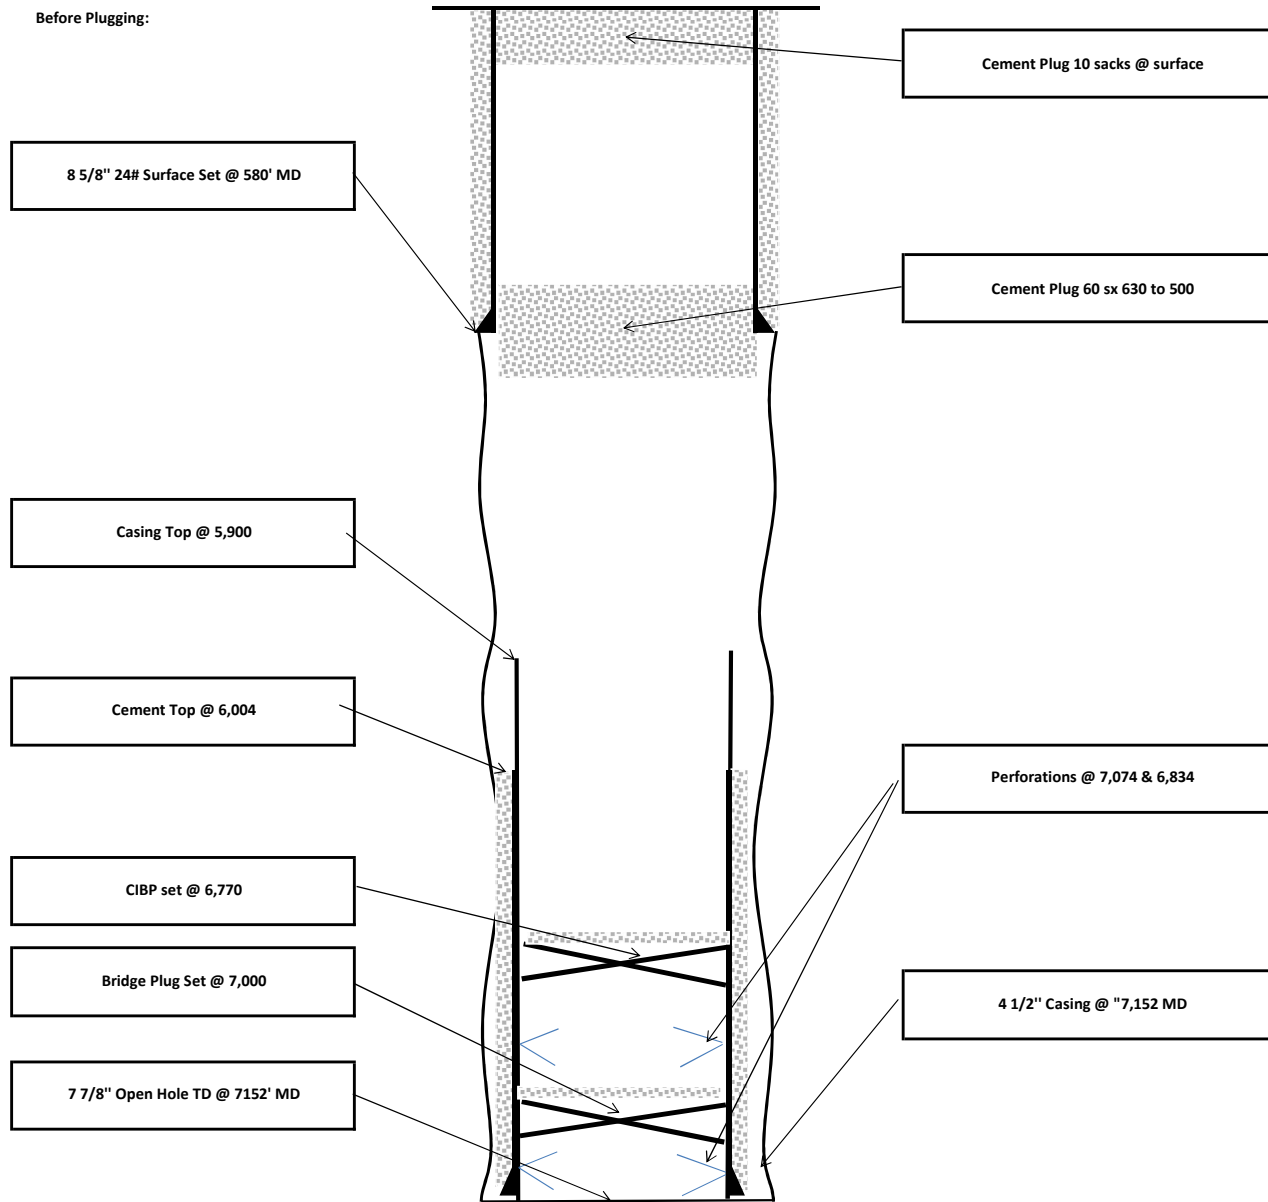 Before Plugging:
Cement Plug 10 sacks @ surface
8 5/8" 24# Surface Set @ 580' MD
Cement Plug 60 sx 630 to 500
Casing Top @ 5,900
Cement Top @ 6,004
Perforations @ 7,074 & 6,834
CIBP set @ 6,770
Bridge Plug Set @ 7,000
4 1/2'' Casing @ "7,152 MD
7 7/8" Open Hole TD @ 7152' MD